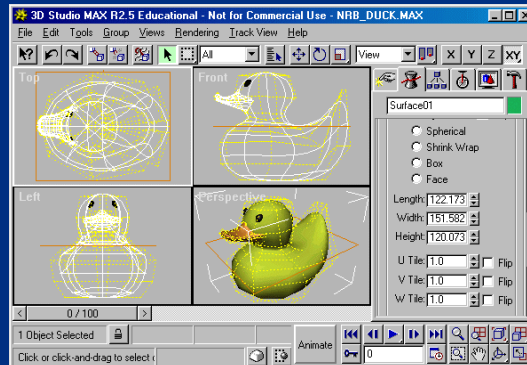 3D Studio MAX R2.5 Educational - Not for Commercial Use - NRB_DUCK.MAX
File Edit Tools Group Views Rendering Track View Help
All View X Y Z XY
Top Front
Surface01
Spherical
Shrink Wrap
Box
Face
Left Perspective
Length: 122.173
Width: 151.582
Height: 120.073
U Tile: 1.0 Flip
V Tile: 1.0 Flip
W Tile: 1.0 Flip
0 / 100
1 Object Selected
Animate
0
Click or click-and-drag to select